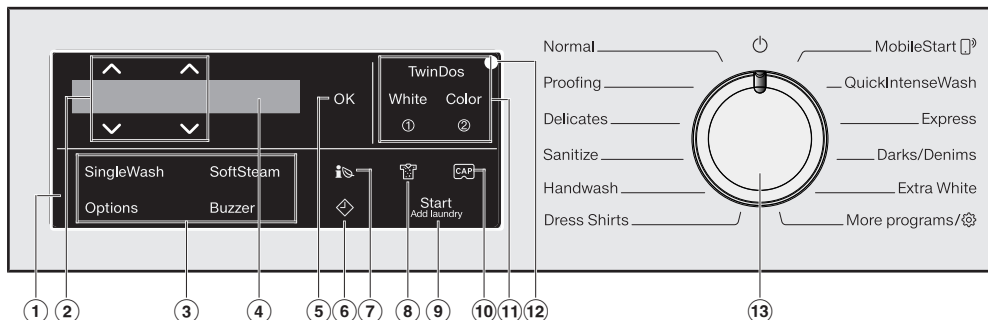 TwinDos
OK White Color
① ②
SingleWash SoftSteam
CAP
Options Buzzer
Start
Add laundry
Normal MobileStart
Proofing QuickIntenseWash
Delicates Express
Sanitize Darks/Denims
Handwash Extra White
Dress Shirts More programs/
① ② ③ ④ ⑤ ⑥ ⑦ ⑧ ⑨ ⑩ ⑪ ⑫ ⑬